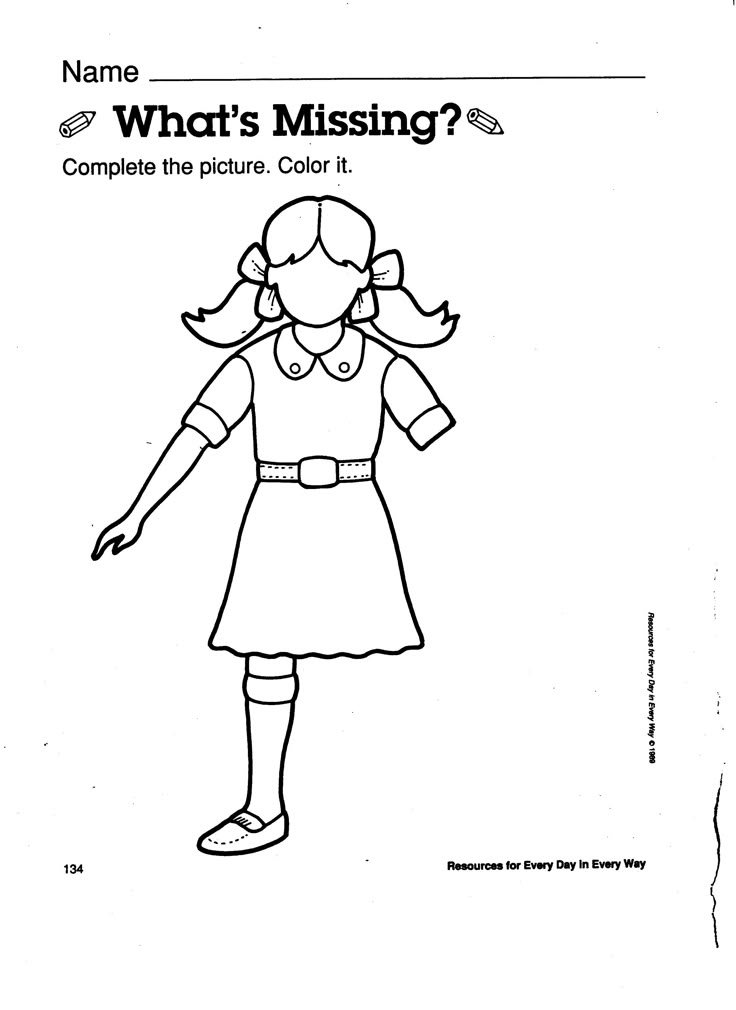 Name
What's Missing?
Complete the picture. Color it.
Resources for Every Day in Every Way © 1989
134
Resources for Every Day In Every Way